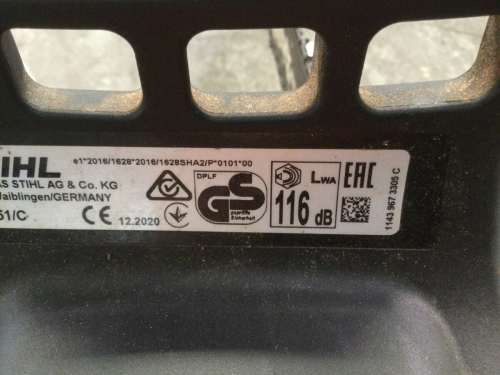 IHL
e1*2016/1628*2016/1628SHA2/P*0101*00
AS STIHL AG & Co. KG
Waiblingen/GERMANY
51/C
CE
12.2020
DPLF
GS
geprüfte
Sicherheit
LWA
116 dB
EAC
1143 967 3305 C